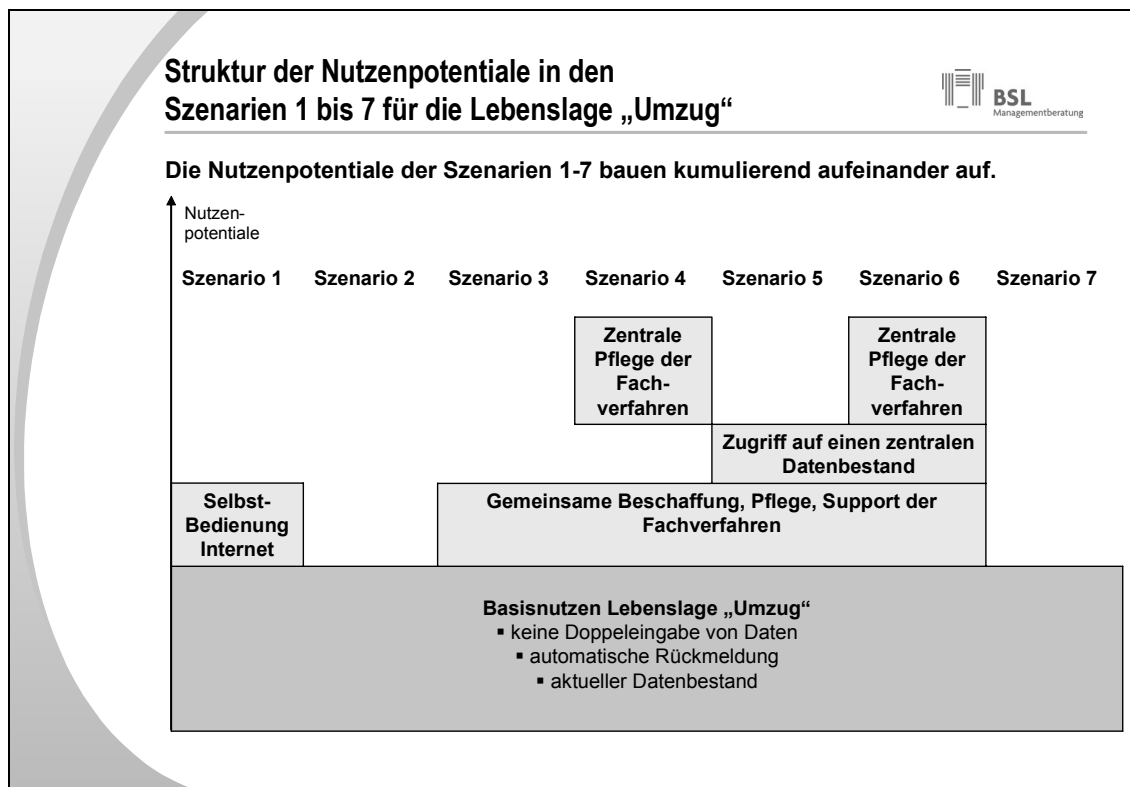 Struktur der Nutzenpotentiale in den
Szenarien 1 bis 7 für die Lebenslage „Umzug“
BSL
Managementberatung
Die Nutzenpotentiale der Szenarien 1-7 bauen kumulierend aufeinander auf.
Nutzen-
potentiale
Szenario 1 Szenario 2 Szenario 3 Szenario 4 Szenario 5 Szenario 6 Szenario 7
Zentrale
Pflege der
Fach-
verfahren
Zentrale
Pflege der
Fach-
verfahren
Zugriff auf einen zentralen
Datenbestand
Selbst-
Bedienung
Internet
Gemeinsame Beschaffung, Pflege, Support der
Fachverfahren
Basisnutzen Lebenslage „Umzug“
▪ keine Doppeleingabe von Daten
▪ automatische Rückmeldung
▪ aktueller Datenbestand